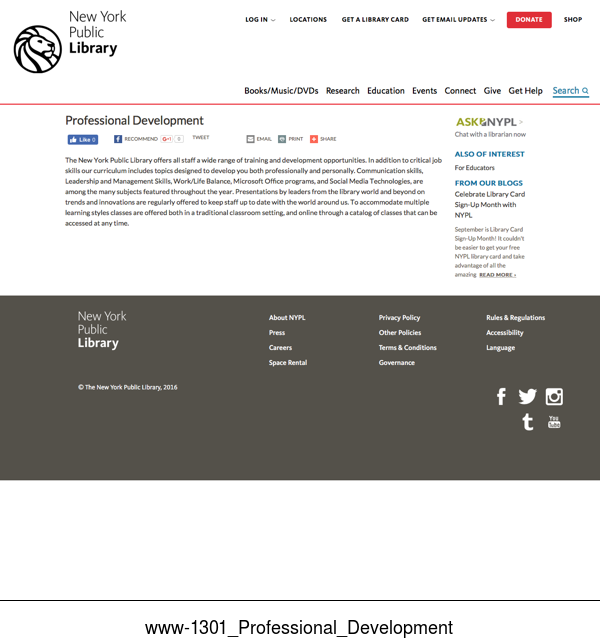 New York
Public
Library
LOG IN
LOCATIONS
GET A LIBRARY CARD
GET EMAIL UPDATES
DONATE
SHOP
Books/Music/DVDs Research Education Events Connect Give Get Help Search
Professional Development
Like 0
RECOMMEND
G+1 0
TWEET
EMAIL
PRINT
SHARE
The New York Public Library offers all staff a wide range of training and development opportunities. In addition to critical job
skills our curriculum includes topics designed to develop you both professionally and personally. Communication skills,
Leadership and Management Skills, Work/Life Balance, Microsoft Office programs, and Social Media Technologies, are
among the many subjects featured throughout the year. Presentations by leaders from the library world and beyond on
trends and innovations are regularly offered to keep staff up to date with the world around us. To accommodate multiple
learning styles classes are offered both in a traditional classroom setting, and online through a catalog of classes that can be
accessed at any time.
ASK NYPL >
Chat with a librarian now
ALSO OF INTEREST
For Educators
FROM OUR BLOGS
Celebrate Library Card
Sign-Up Month with
NYPL
September is Library Card
Sign-Up Month! It couldn't
be easier to get your free
NYPL library card and take
advantage of all the
amazing READ MORE ›
New York
Public
Library
About NYPL
Press
Careers
Space Rental
Privacy Policy
Other Policies
Terms & Conditions
Governance
Rules & Regulations
Accessibility
Language
© The New York Public Library, 2016
You
Tube
www-1301_Professional_Development